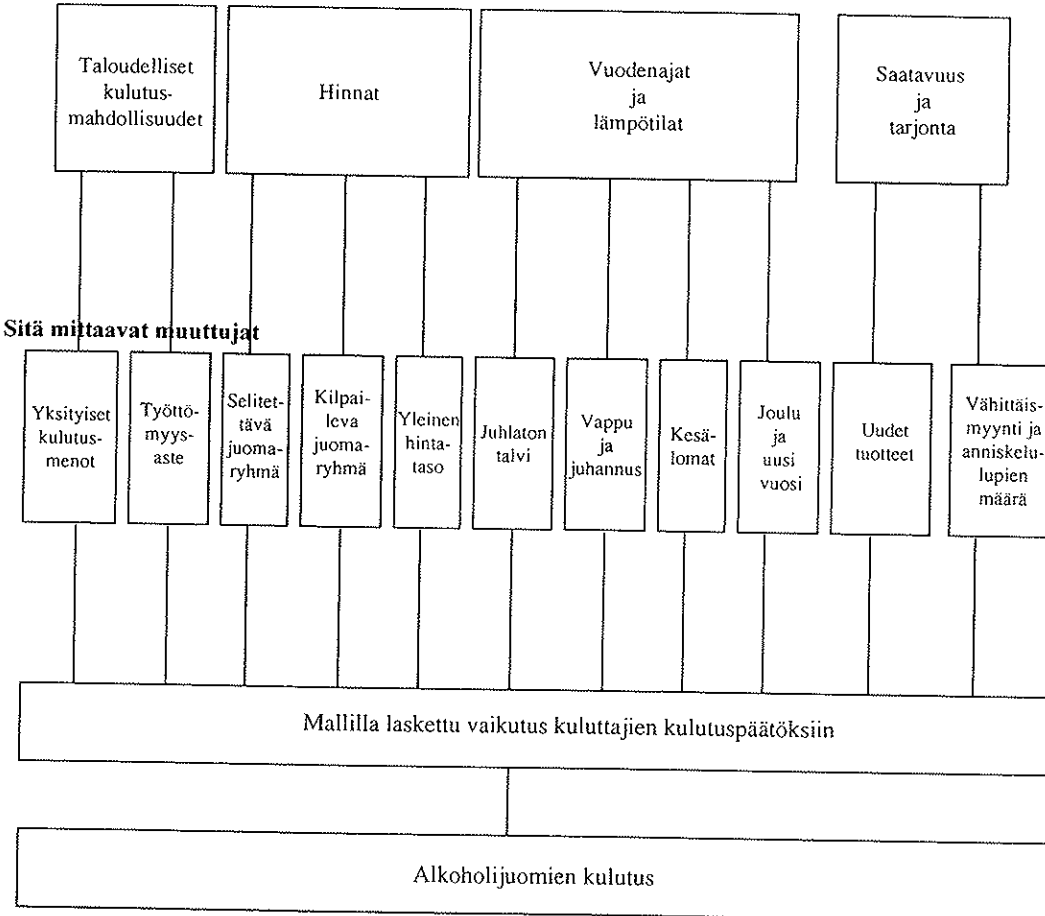 Taloudelliset
kulutus-
mahdollisuudet
Hinnat
Vuodenajat
ja
lämpötilat
Saatavuus
ja
tarjonta
Sitä mittaavat muuttujat
Yksityiset
kulutus-
menot
Työttö-
myys-
aste
Selitet-
tävä
juoma-
ryhmä
Kilpai-
leva
juoma-
ryhmä
Yleinen
hinta-
taso
Juhlaton
talvi
Vappu
ja
juhannus
Kesä-
lomat
Joulu
ja
uusi
vuosi
Uudet
tuotteet
Vähittäis-
myynti ja
anniskelu-
lupien
määrä
Mallilla laskettu vaikutus kuluttajien kulutuspäätöksiin
Alkoholijuomien kulutus